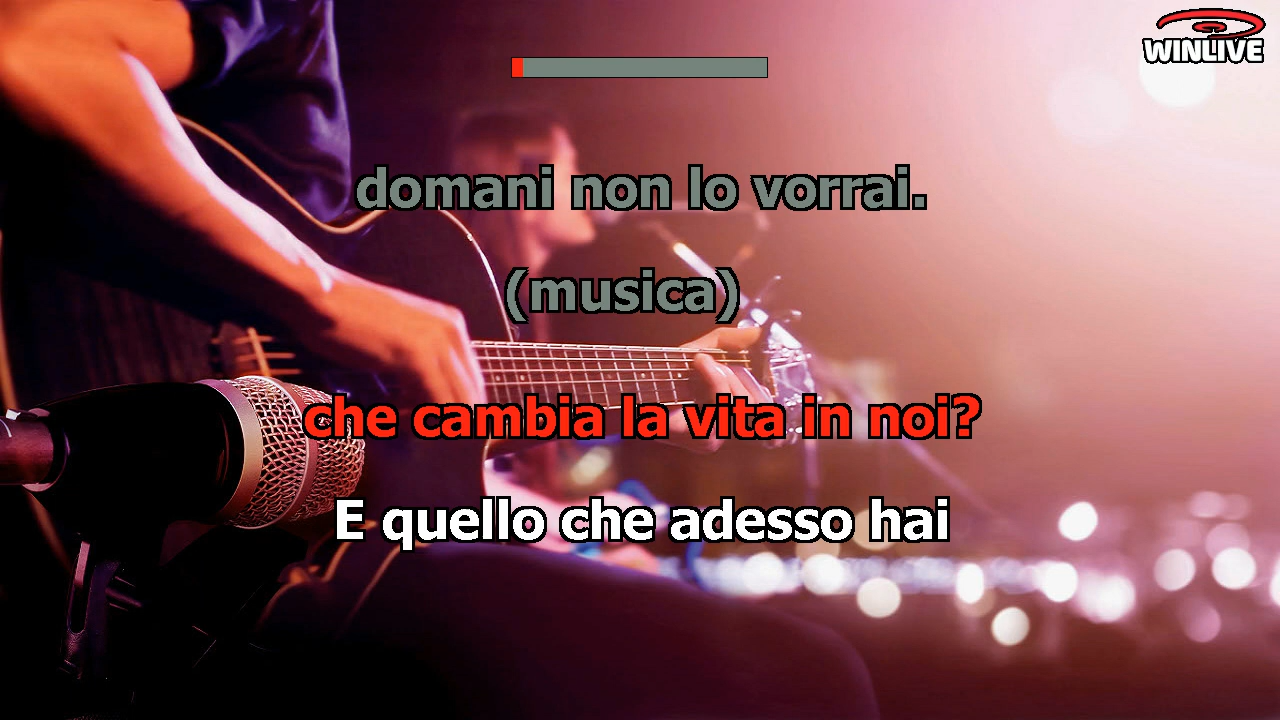 WINLIVE
domani non lo vorrai.
(musica)
che cambia la vita in noi?
E quello che adesso hai